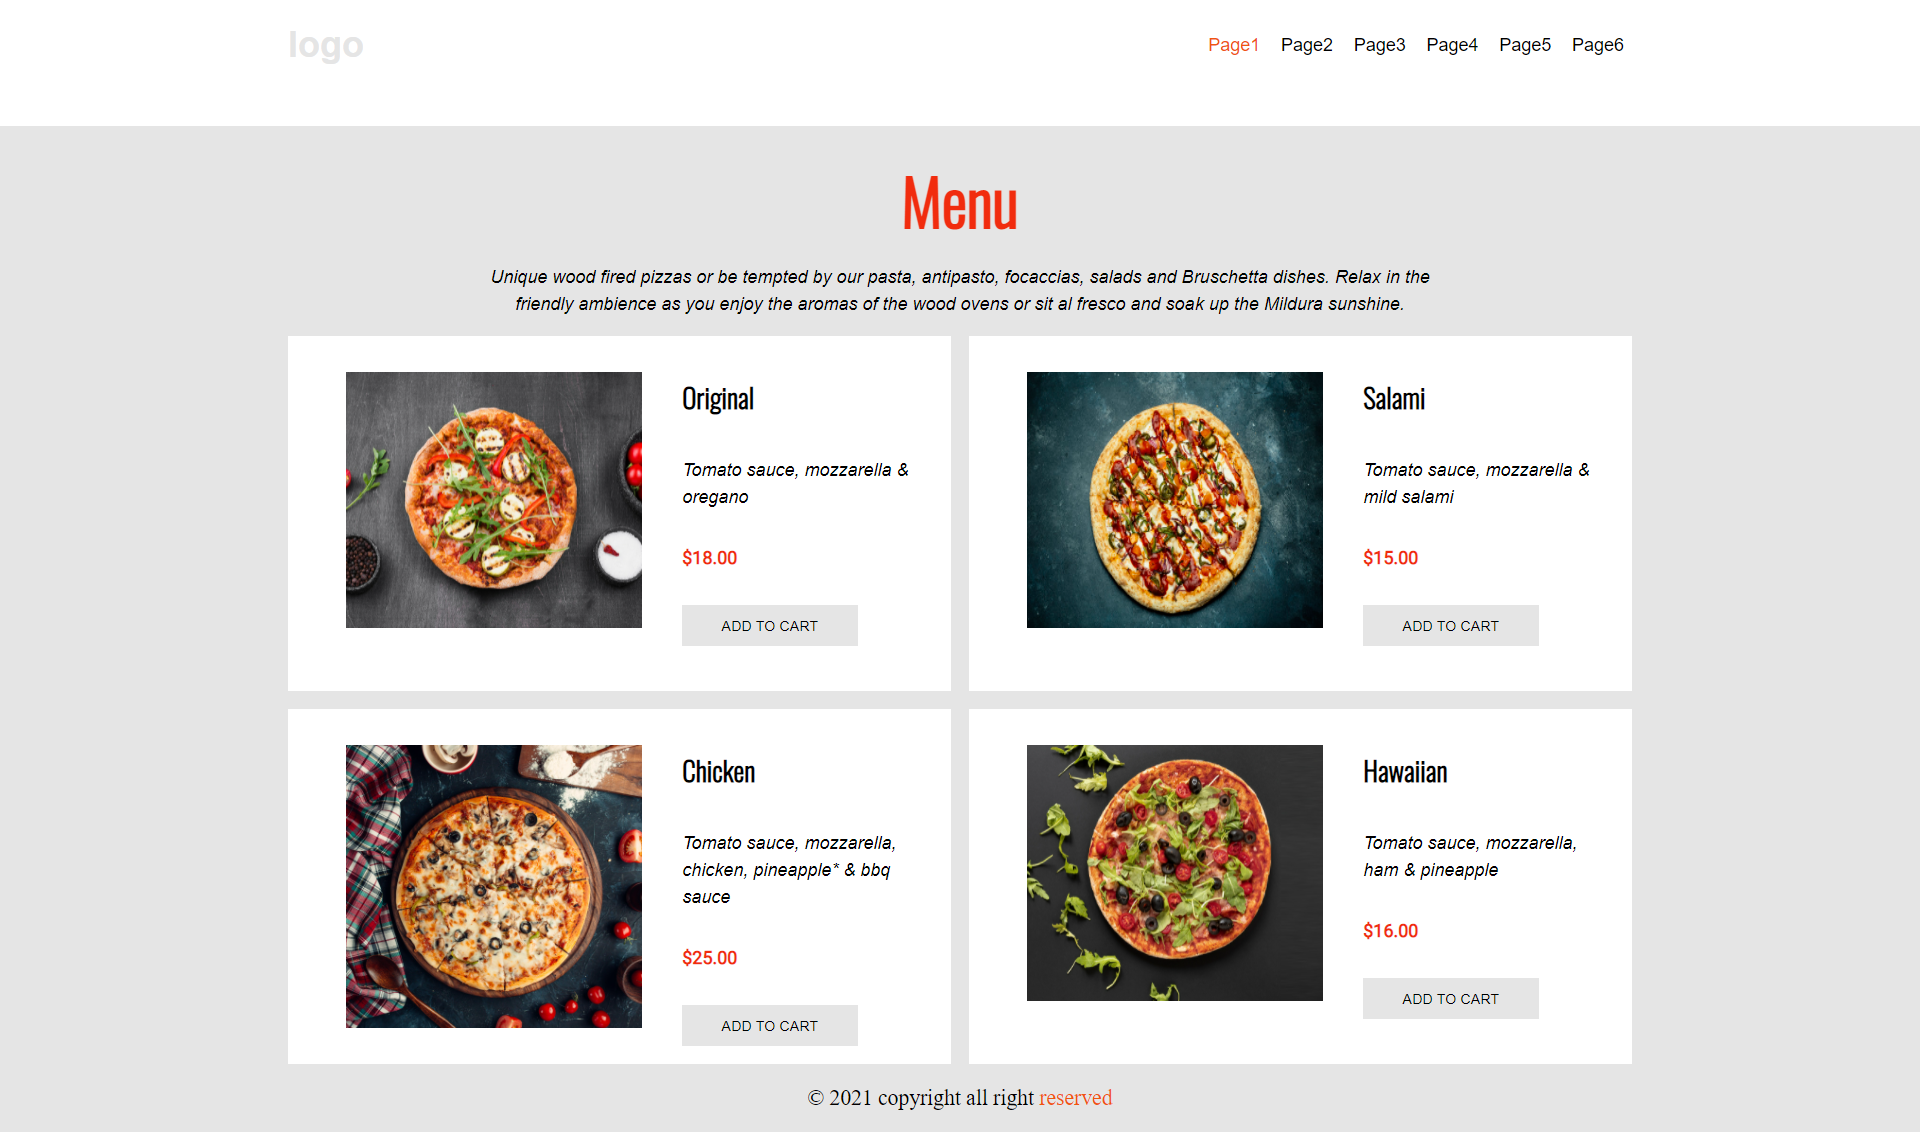 logo
Page1 Page2 Page3 Page4 Page5 Page6
Menu
Unique wood fired pizzas or be tempted by our pasta, antipasto, focaccias, salads and Bruschetta dishes. Relax in the
friendly ambience as you enjoy the aromas of the wood ovens or sit al fresco and soak up the Mildura sunshine.
Original
Tomato sauce, mozzarella &
oregano
$18.00
ADD TO CART
Salami
Tomato sauce, mozzarella &
mild salami
$15.00
ADD TO CART
Chicken
Tomato sauce, mozzarella,
chicken, pineapple* & bbq
sauce
$25.00
ADD TO CART
Hawaiian
Tomato sauce, mozzarella,
ham & pineapple
$16.00
ADD TO CART
© 2021 copyright all right reserved